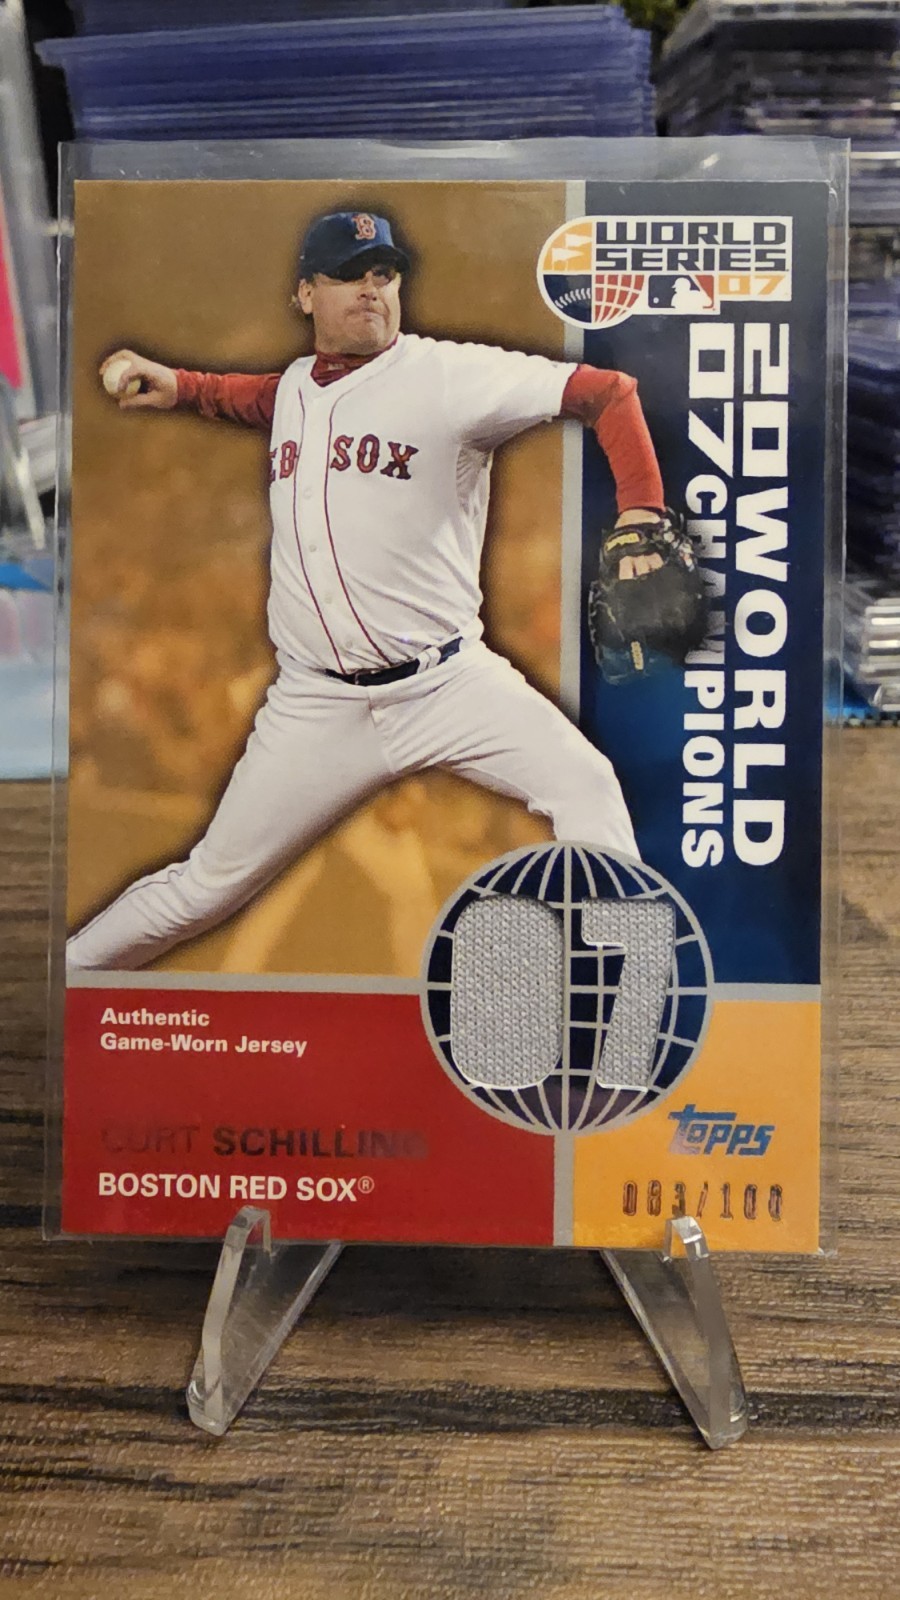 WORLD
SERIES
07
20 WORLD
07 CHAMPIONS
B
RED SOX
07
Authentic
Game-Worn Jersey
CURT SCHILLING
BOSTON RED SOX®
TOPPS
083/100